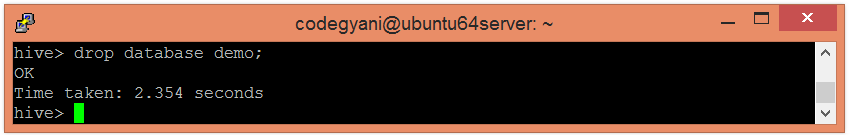 codegyani@ubuntu64server: ~
hive> drop database demo;
OK
Time taken: 2.354 seconds
hive>